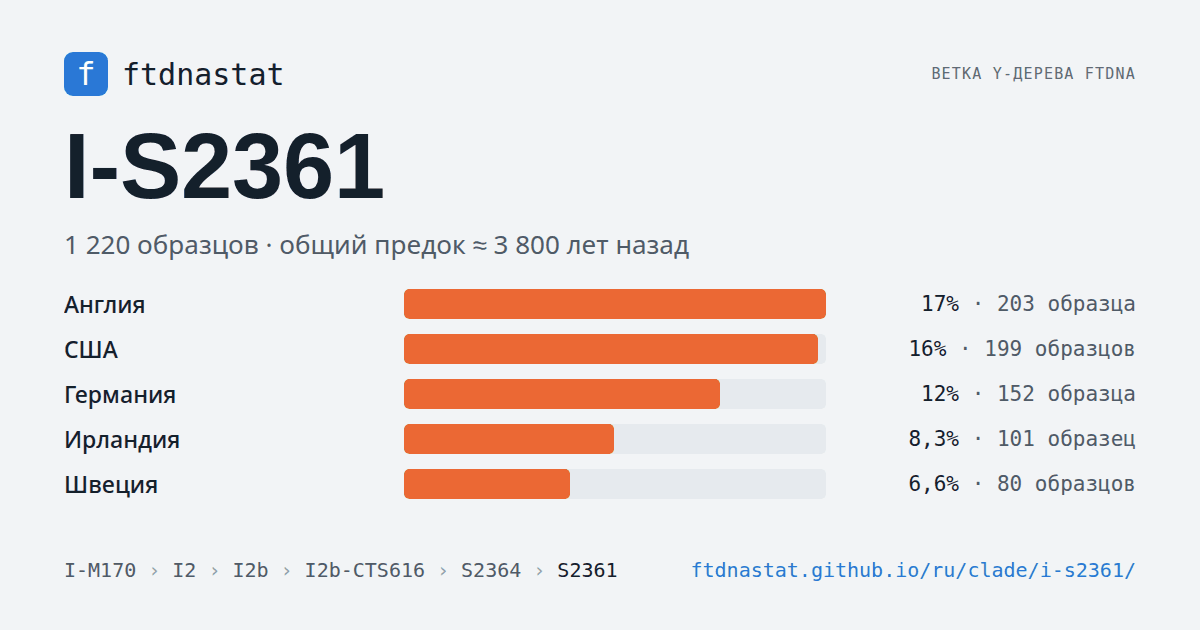 f ftdnastat
ВЕТКА Y-ДЕРЕВА FTDNA
I-S2361
1 220 образцов · общий предок ≈ 3 800 лет назад
Англия 17% · 203 образца
США 16% · 199 образцов
Германия 12% · 152 образца
Ирландия 8,3% · 101 образец
Швеция 6,6% · 80 образцов
I-M170 › I2 › I2b › I2b-CTS616 › S2364 › S2361
ftdnastat.github.io/ru/clade/i-s2361/